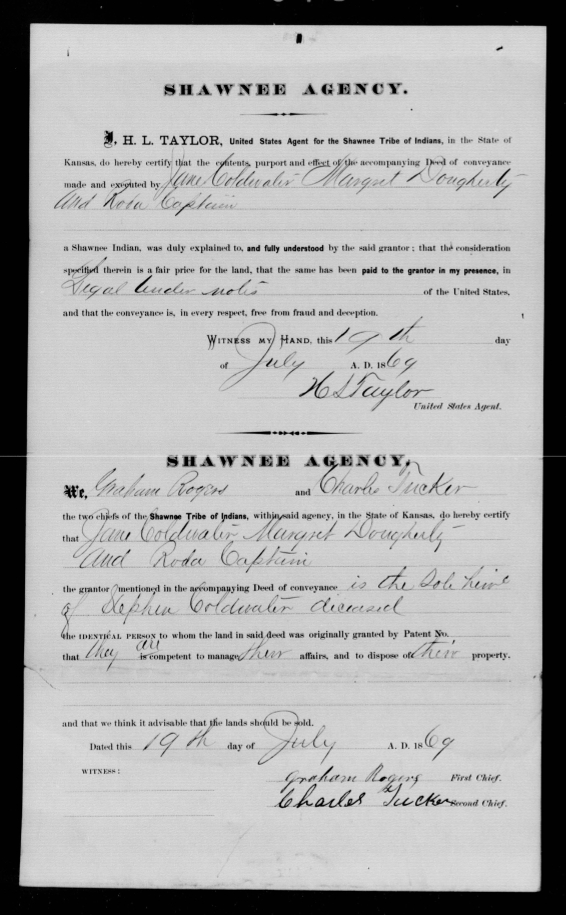 SHAWNEE AGENCY.
I, H. L. TAYLOR, United States Agent for the Shawnee Tribe of Indians, in the State of
Kansas, do hereby certify that the contents, purport and effect of the accompanying Deed of conveyance
made and executed by Jane Coldwater Margret Dougherty
And Roda Captain
a Shawnee Indian, was duly explained to, and fully understood by the said grantor; that the consideration
specified therein is a fair price for the land, that the same has been paid to the grantor in my presence, in
Legal tender notes of the United States,
and that the conveyance is, in every respect, free from fraud and deception.
WITNESS MY HAND, this 19th day
of July A. D. 1869
H L Taylor
United States Agent.
SHAWNEE AGENCY.
We, Graham Rogers and Charles Tucker
the two chiefs of the Shawnee Tribe of Indians, within said agency, in the State of Kansas, do hereby certify
that Jane Coldwater Margret Dougherty
And Roda Captain
the grantor mentioned in the accompanying Deed of conveyance is the Sole heirs
of Stephen Coldwater diceased
the IDENTICAL PERSON to whom the land in said deed was originally granted by Patent No.
that they are is competent to manage their affairs, and to dispose of their property.
and that we think it advisable that the lands should be sold.
Dated this 19th day of July A. D. 1869
WITNESS:
graham Rogers First Chief.
Charles Tucker Second Chief.